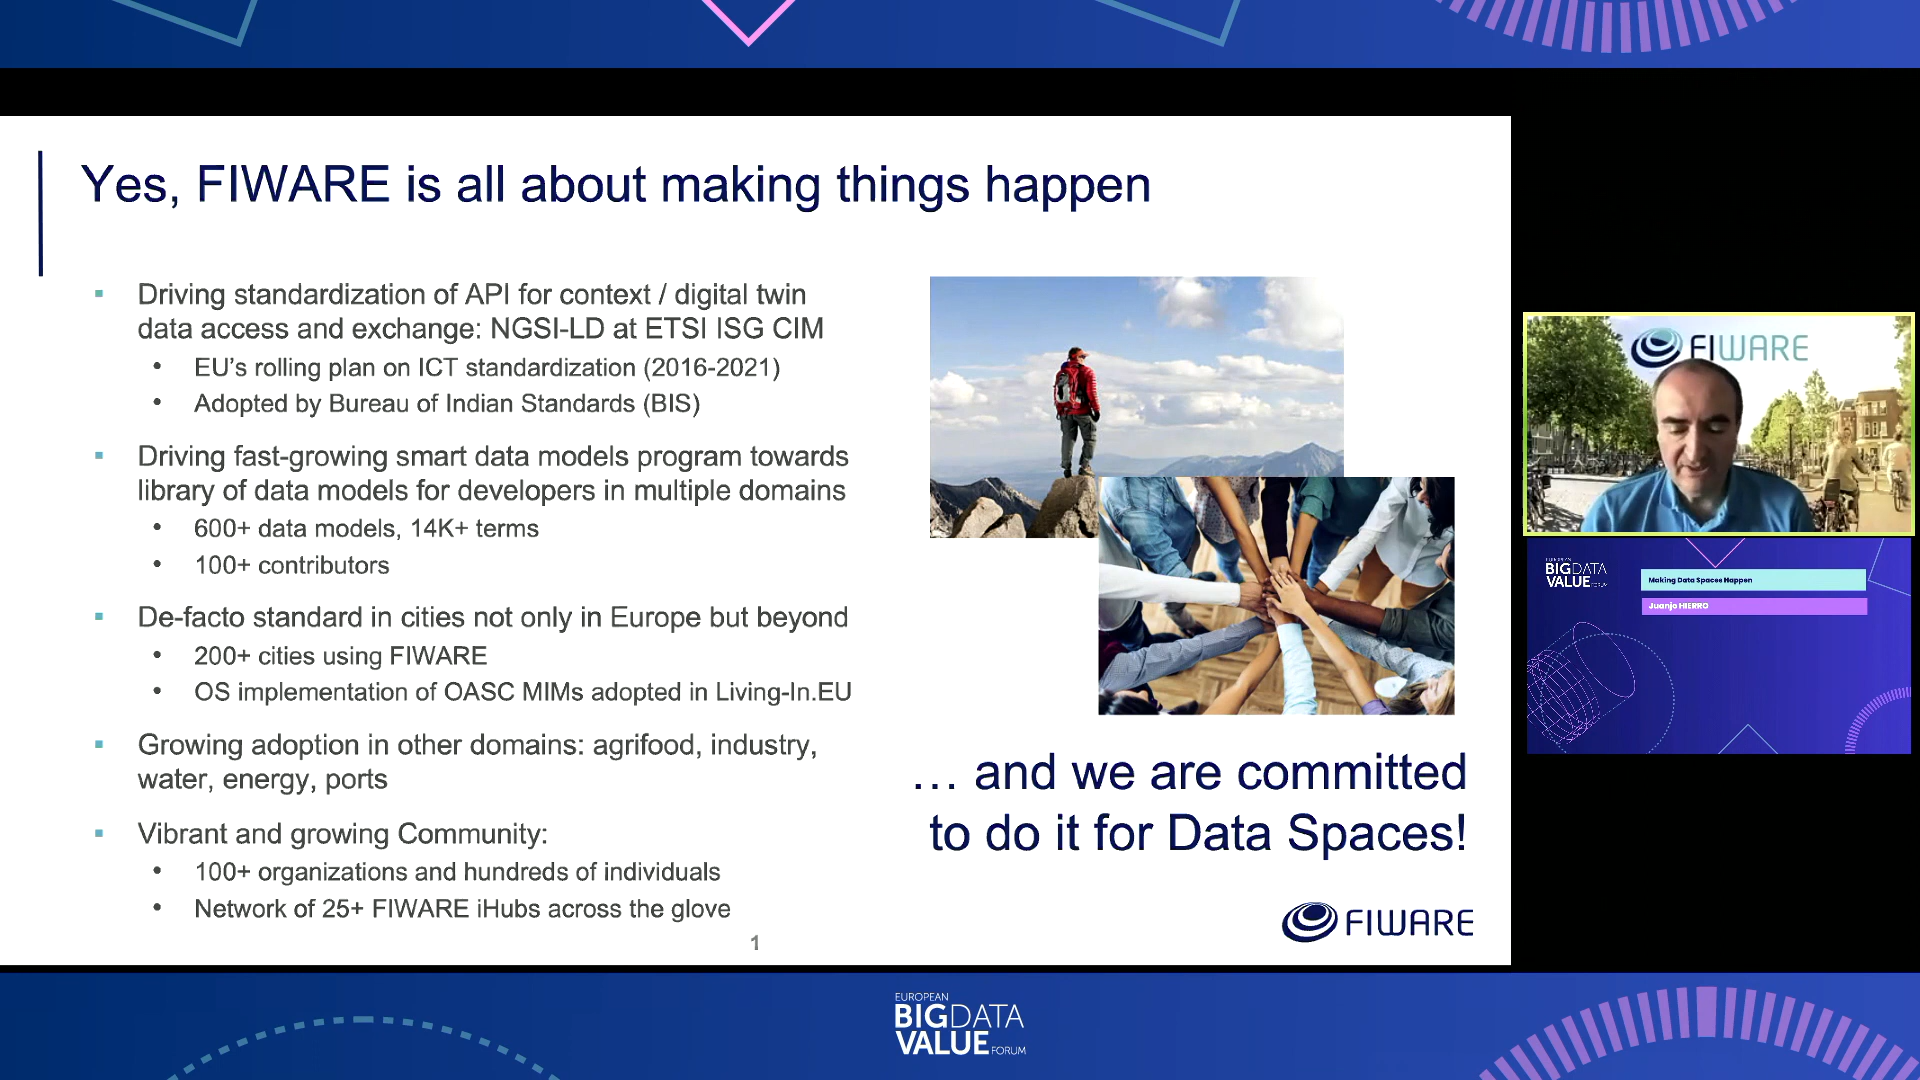 Yes, FIWARE is all about making things happen
Driving standardization of API for context / digital twin
data access and exchange: NGSI-LD at ETSI ISG CIM
EU's rolling plan on ICT standardization (2016-2021)
Adopted by Bureau of Indian Standards (BIS)
Driving fast-growing smart data models program towards
library of data models for developers in multiple domains
600+ data models, 14K+ terms
100+ contributors
De-facto standard in cities not only in Europe but beyond
200+ cities using FIWARE
OS implementation of OASC MIMs adopted in Living-In.EU
Growing adoption in other domains: agrifood, industry,
water, energy, ports
Vibrant and growing Community:
100+ organizations and hundreds of individuals
Network of 25+ FIWARE iHubs across the glove
1
… and we are committed
to do it for Data Spaces!
FIWARE
FIWARE
EUROPEAN
BIGDATA
VALUE FORUM
Making Data Spaces Happen
Juanjo HIERRO
EUROPEAN
BIGDATA
VALUE FORUM